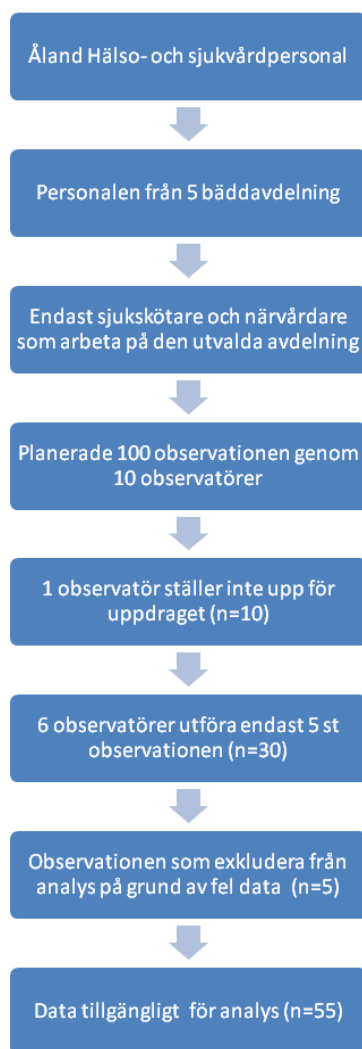 Åland Hälso- och sjukvårdpersonal
Personalen från 5 bäddavdelning
Endast sjukskötare och närvårdare
som arbeta på den utvalda avdelning
Planerade 100 observationen genom
10 observatörer
1 observatör ställer inte upp för
uppdraget (n=10)
6 observatörer utföra endast 5 st
observationen (n=30)
Observationen som exkludera från
analys på grund av fel data (n=5)
Data tillgängligt för analys (n=55)